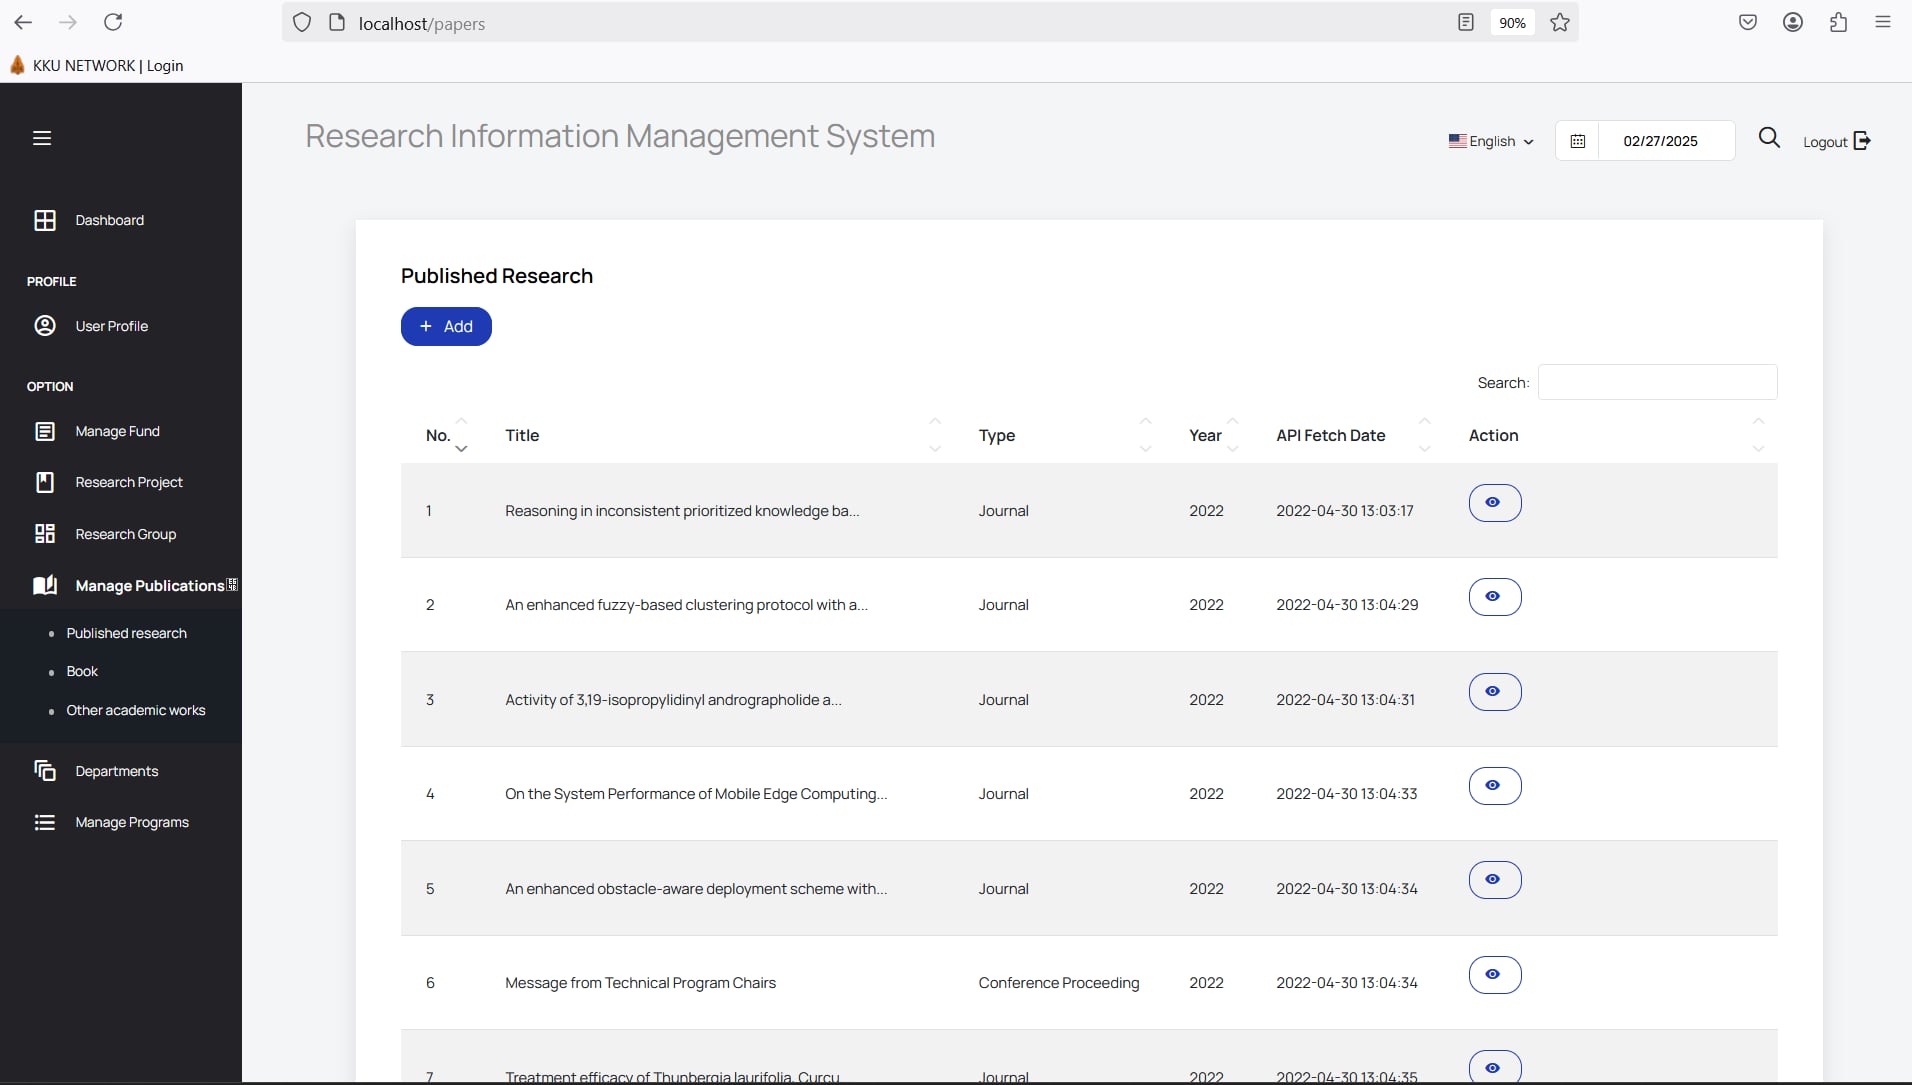 localhost/papers
90%
KKU NETWORK | Login
Research Information Management System
English
02/27/2025
Logout
Dashboard
PROFILE
User Profile
OPTION
Manage Fund
Research Project
Research Group
Manage Publications
Published research
Book
Other academic works
Departments
Manage Programs
Published Research
+ Add
Search:
No. Title Type Year API Fetch Date Action
1 Reasoning in inconsistent prioritized knowledge ba... Journal 2022 2022-04-30 13:03:17
2 An enhanced fuzzy-based clustering protocol with a... Journal 2022 2022-04-30 13:04:29
3 Activity of 3,19-isopropylidinyl andrographolide a... Journal 2022 2022-04-30 13:04:31
4 On the System Performance of Mobile Edge Computing... Journal 2022 2022-04-30 13:04:33
5 An enhanced obstacle-aware deployment scheme with... Journal 2022 2022-04-30 13:04:34
6 Message from Technical Program Chairs Conference Proceeding 2022 2022-04-30 13:04:34
7 Treatment efficacy of Thunbergia laurifolia, Curcu Journal 2022 2022-04-30 13:04:35